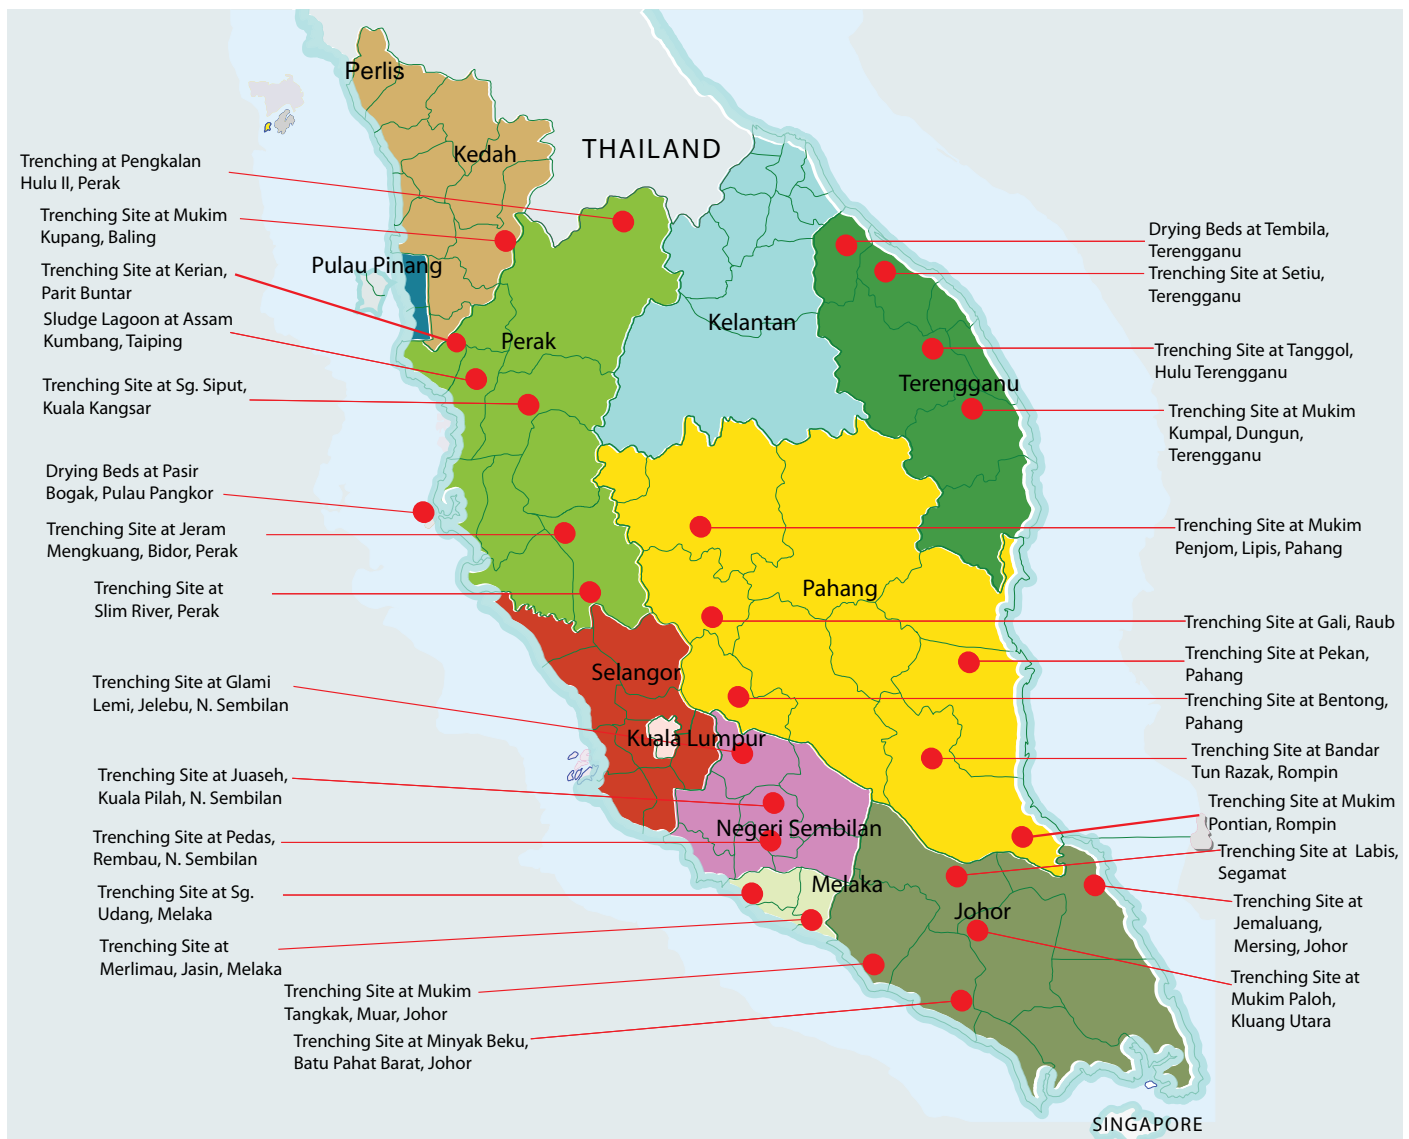 Perlis
Kedah
THAILAND
Pulau Pinang
Perak
Kelantan
Terengganu
Pahang
Selangor
Kuala Lumpur
Negeri Sembilan
Melaka
Johor
SINGAPORE
Trenching at Pengkalan
Hulu II, Perak
Trenching Site at Mukim
Kupang, Baling
Trenching Site at Kerian,
Parit Buntar
Sludge Lagoon at Assam
Kumbang, Taiping
Trenching Site at Sg. Siput,
Kuala Kangsar
Drying Beds at Pasir
Bogak, Pulau Pangkor
Trenching Site at Jeram
Mengkuang, Bidor, Perak
Trenching Site at
Slim River, Perak
Trenching Site at Glami
Lemi, Jelebu, N. Sembilan
Trenching Site at Juaseh,
Kuala Pilah, N. Sembilan
Trenching Site at Pedas,
Rembau, N. Sembilan
Trenching Site at Sg.
Udang, Melaka
Trenching Site at
Merlimau, Jasin, Melaka
Trenching Site at Mukim
Tangkak, Muar, Johor
Trenching Site at Minyak Beku,
Batu Pahat Barat, Johor
Drying Beds at Tembila,
Terengganu
Trenching Site at Setiu,
Terengganu
Trenching Site at Tanggol,
Hulu Terengganu
Trenching Site at Mukim
Kumpal, Dungun,
Terengganu
Trenching Site at Mukim
Penjom, Lipis, Pahang
Trenching Site at Gali, Raub
Trenching Site at Pekan,
Pahang
Trenching Site at Bentong,
Pahang
Trenching Site at Bandar
Tun Razak, Rompin
Trenching Site at Mukim
Pontian, Rompin
Trenching Site at Labis,
Segamat
Trenching Site at
Jemaluang,
Mersing, Johor
Trenching Site at
Mukim Paloh,
Kluang Utara